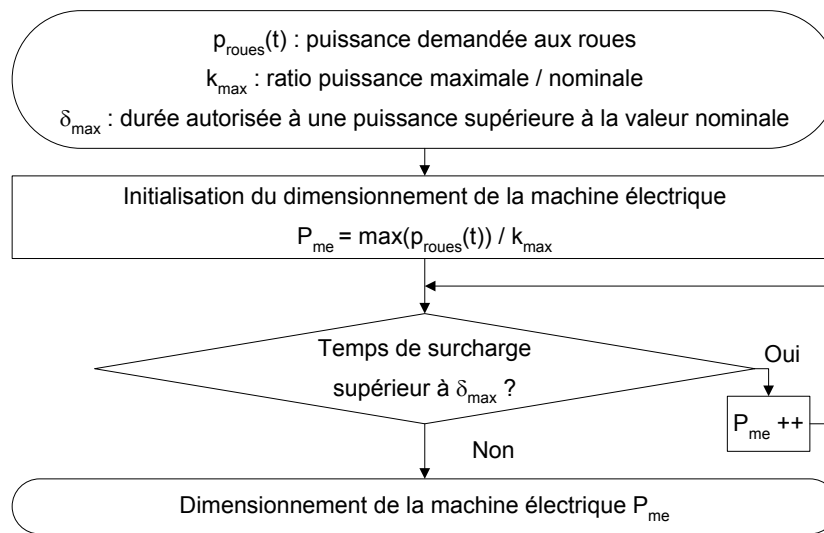 p_roues(t) : puissance demandée aux roues
k_max : ratio puissance maximale / nominale
δ_max : durée autorisée à une puissance supérieure à la valeur nominale
Initialisation du dimensionnement de la machine électrique
P_me = max(p_roues(t)) / k_max
Temps de surcharge
supérieur à δ_max ?
Oui
P_me ++
Non
Dimensionnement de la machine électrique P_me